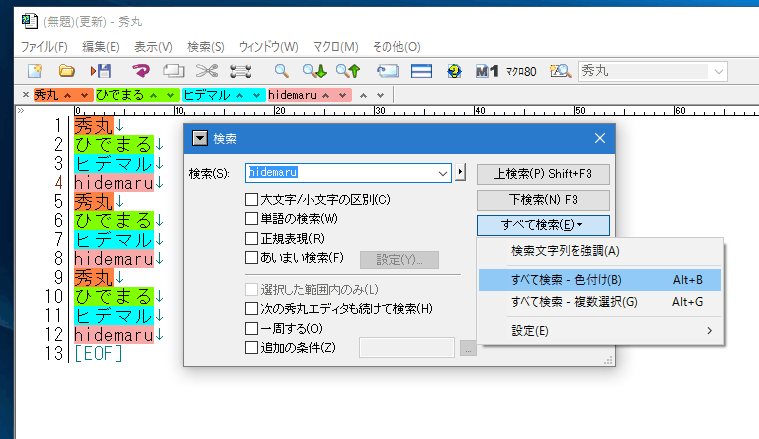 (無題)(更新) - 秀丸
ファイル(F) 編集(E) 表示(V) 検索(S) ウィンドウ(W) マクロ(M) その他(O)
M1 マクロ80 秀丸
× 秀丸 ひでまる ヒデマル hidemaru
0 10 20 30 40 50 60
1 秀丸↓
2 ひでまる↓
3 ヒデマル↓
4 hidemaru↓
5 秀丸↓
6 ひでまる↓
7 ヒデマル↓
8 hidemaru↓
9 秀丸↓
10 ひでまる↓
11 ヒデマル↓
12 hidemaru↓
13 [EOF]
検索
検索(S): hidemaru
大文字/小文字の区別(C)
単語の検索(W)
正規表現(R)
あいまい検索(F) 設定(Y)...
選択した範囲内のみ(L)
次の秀丸エディタも続けて検索(H)
一周する(O)
追加の条件(Z) ...
上検索(P) Shift+F3
下検索(N) F3
すべて検索(E)
検索文字列を強調(A)
すべて検索 - 色付け(B) Alt+B
すべて検索 - 複数選択(G) Alt+G
設定(E)